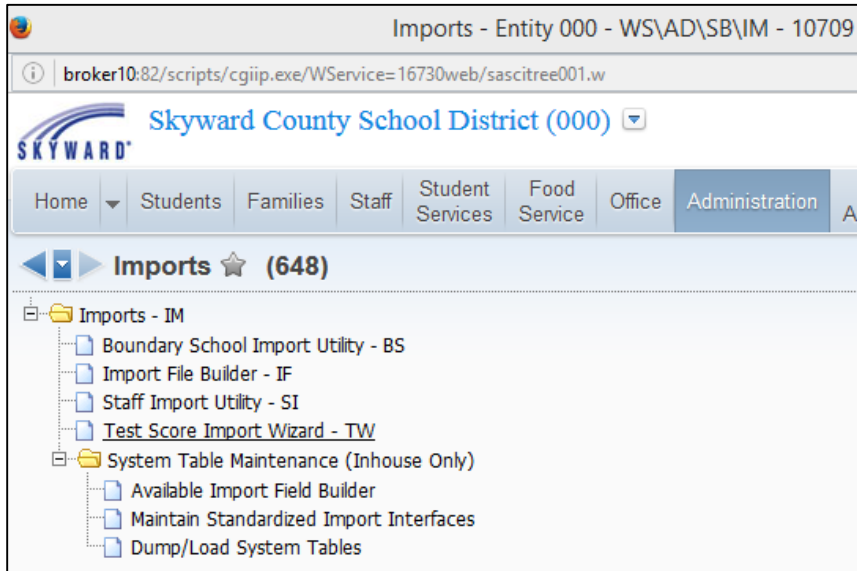 Imports - Entity 000 - WS\AD\SB\IM - 10709
broker10:82/scripts/cgiip.exe/WService=16730web/sascitree001.w
SKYWARD®
Skyward County School District (000)
Home
Students
Families
Staff
Student Services
Food Service
Office
Administration
A
Imports (648)
Imports - IM
Boundary School Import Utility - BS
Import File Builder - IF
Staff Import Utility - SI
Test Score Import Wizard - TW
System Table Maintenance (Inhouse Only)
Available Import Field Builder
Maintain Standardized Import Interfaces
Dump/Load System Tables